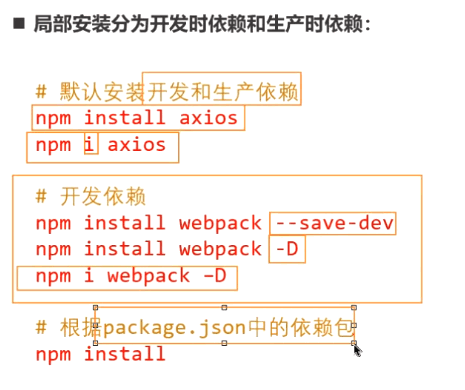 ■ 局部安装分为开发时依赖和生产时依赖：
# 默认安装开发和生产依赖
npm install axios
npm i axios
# 开发依赖
npm install webpack --save-dev
npm install webpack -D
npm i webpack –D
# 根据package.json中的依赖包
npm install